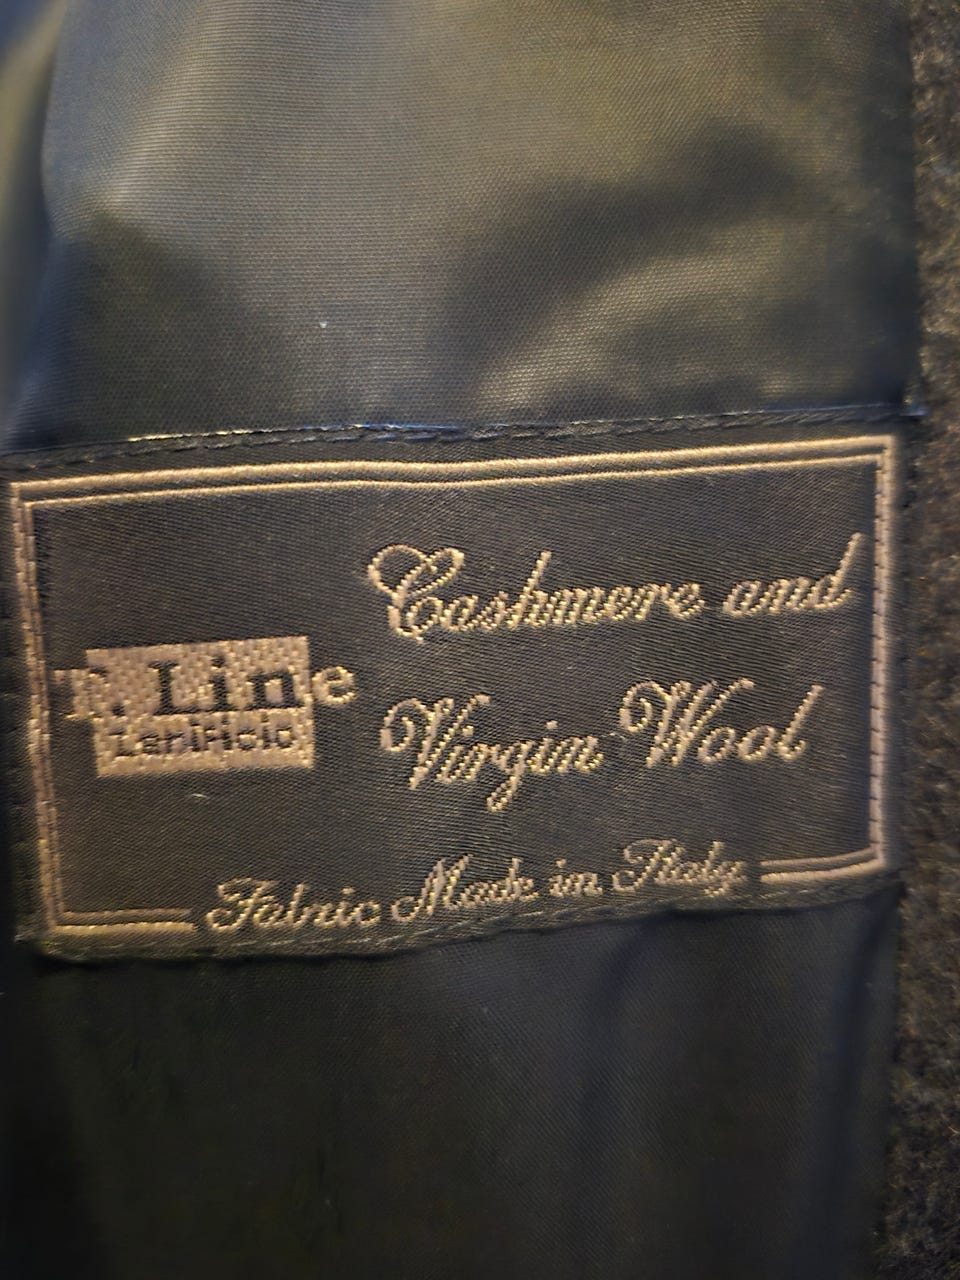 Cashmere and
Virgin Wool
Line
Fabric Made in Italy